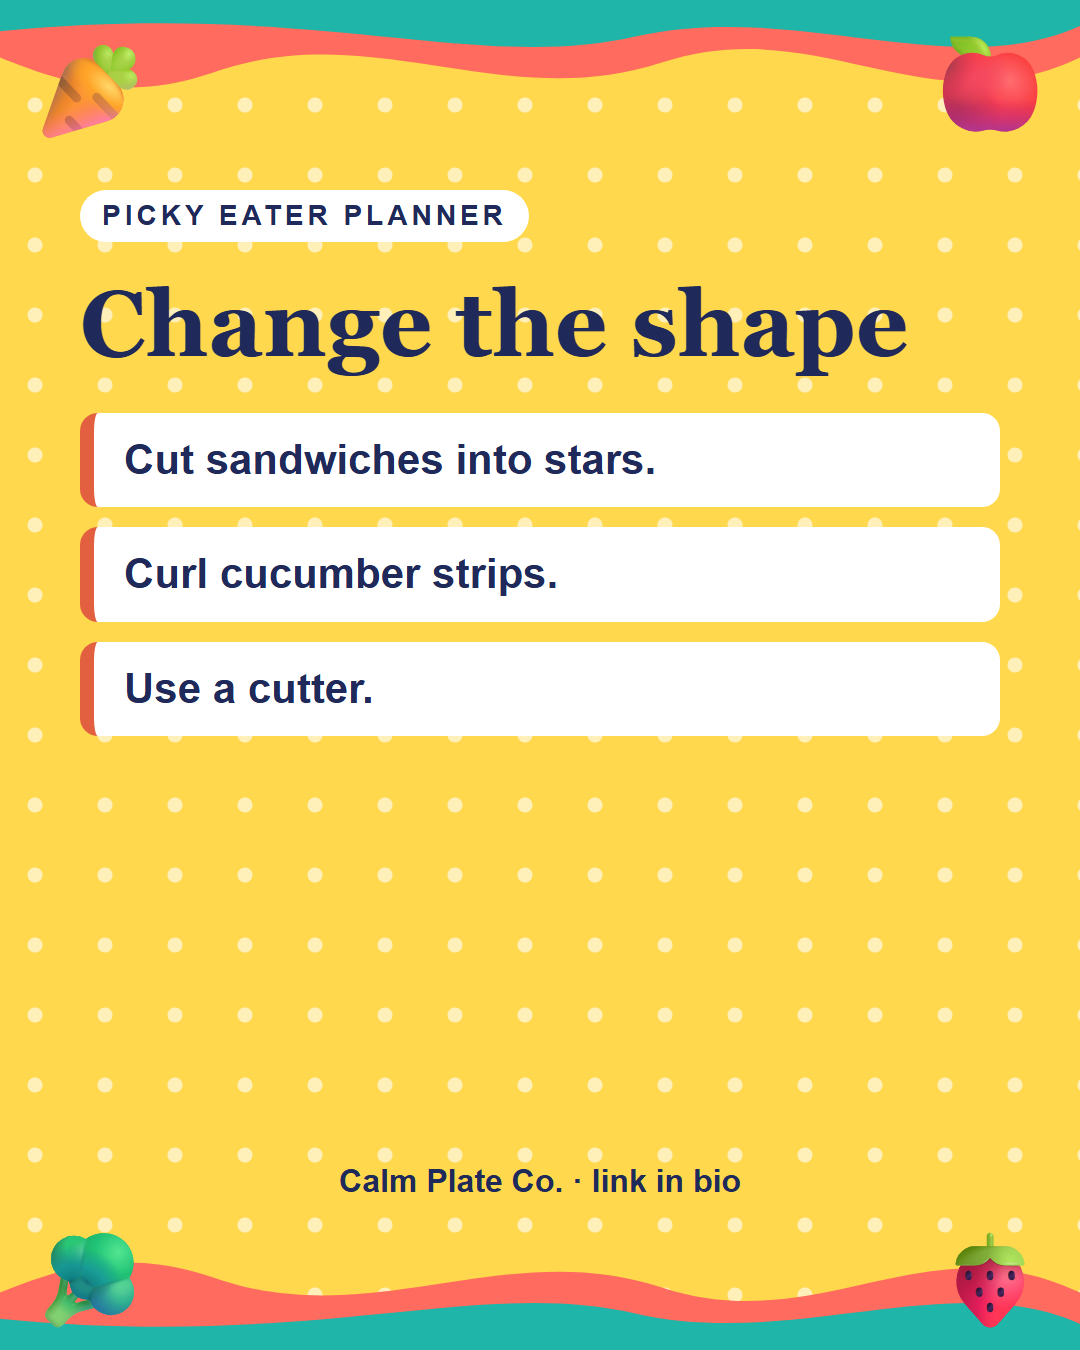 PICKY EATER PLANNER
Change the shape
Cut sandwiches into stars.
Curl cucumber strips.
Use a cutter.
Calm Plate Co. · link in bio